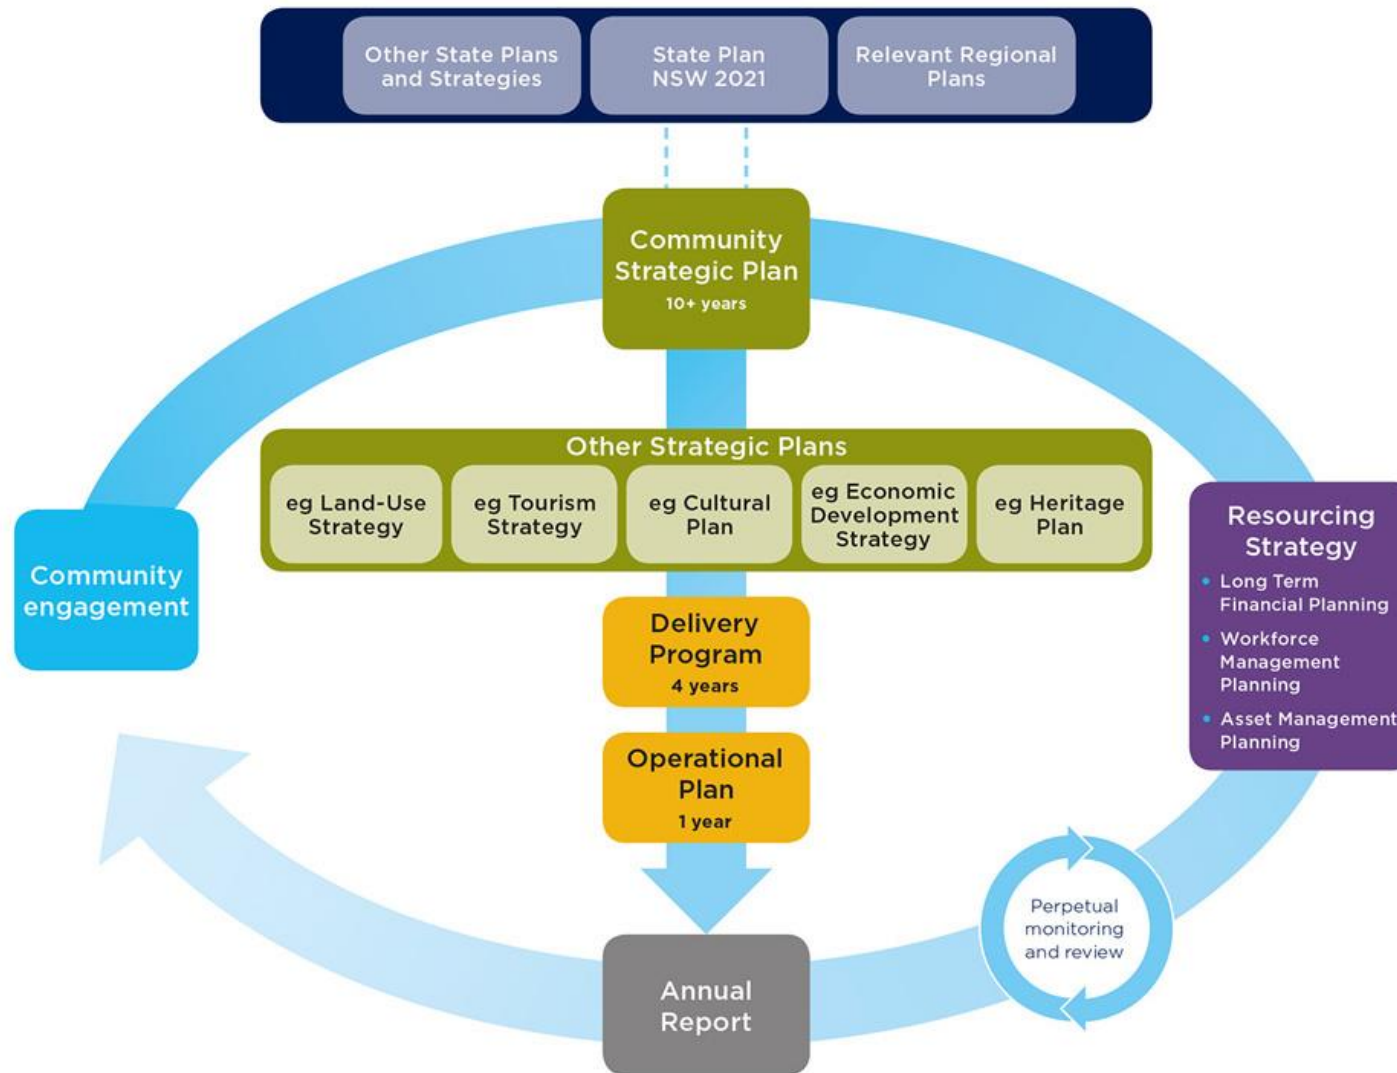 Other State Plans
and Strategies
State Plan
NSW 2021
Relevant Regional
Plans
Community
Strategic Plan
10+ years
Other Strategic Plans
eg Land-Use
Strategy
eg Tourism
Strategy
eg Cultural
Plan
eg Economic
Development
Strategy
eg Heritage
Plan
Community
engagement
Resourcing
Strategy
• Long Term
Financial Planning
• Workforce
Management
Planning
• Asset Management
Planning
Delivery
Program
4 years
Operational
Plan
1 year
Perpetual
monitoring
and review
Annual
Report